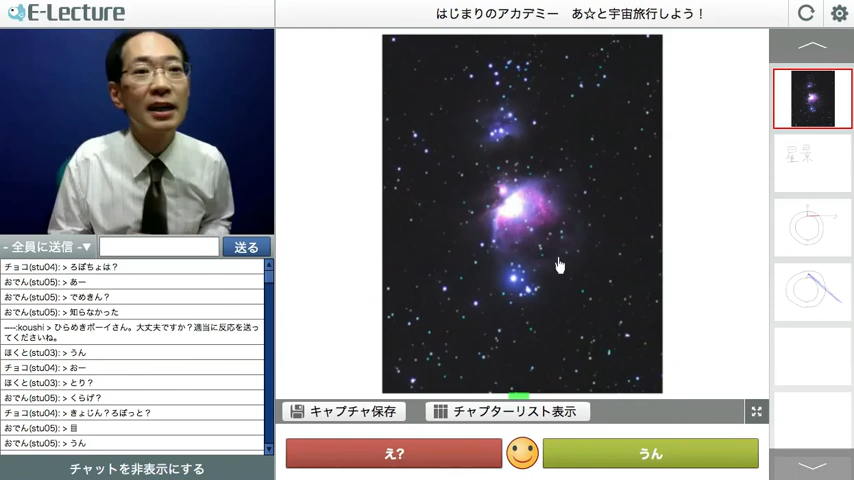 E-Lecture
はじまりのアカデミー　あ☆と宇宙旅行しよう！
- 全員に送信 -▼ 送る
チョコ(stu04): > ろぼちょは？
おでん(stu05): > あー
おでん(stu05): > でめきん？
おでん(stu05): > 知らなかった
----:koushi > ひらめきボーイさん。大丈夫ですか？適当に反応を送っ
てくださいね。
ほくと(stu03): > うん
チョコ(stu04): > おー
ほくと(stu03): > とり？
おでん(stu05): > くらげ？
チョコ(stu04): > きょじん？ろぼっと？
おでん(stu05): > 目
おでん(stu05): > うん
チャットを非表示にする
キャプチャ保存
チャプターリスト表示
え?
うん
星景